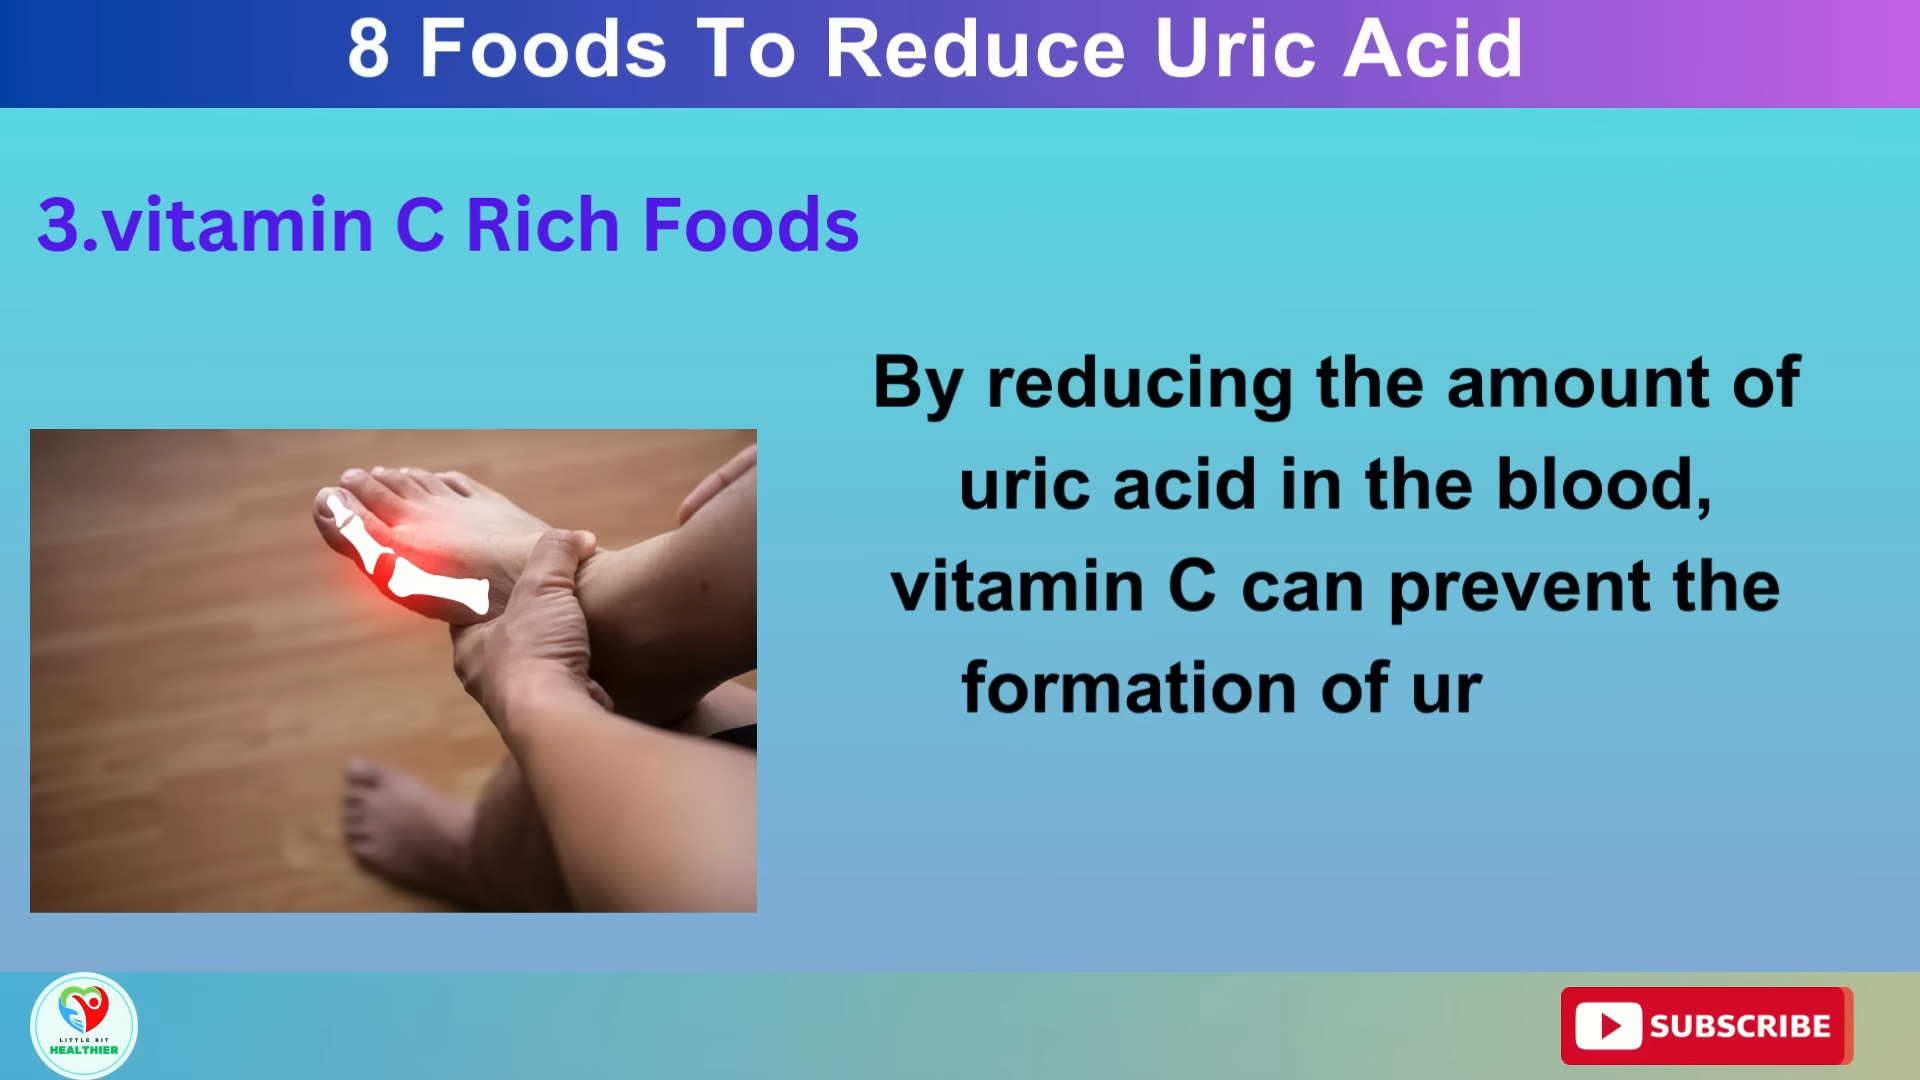 8 Foods To Reduce Uric Acid
3.vitamin C Rich Foods
By reducing the amount of
uric acid in the blood,
vitamin C can prevent the
formation of ur
LITTLE BIT
HEALTHIER
SUBSCRIBE